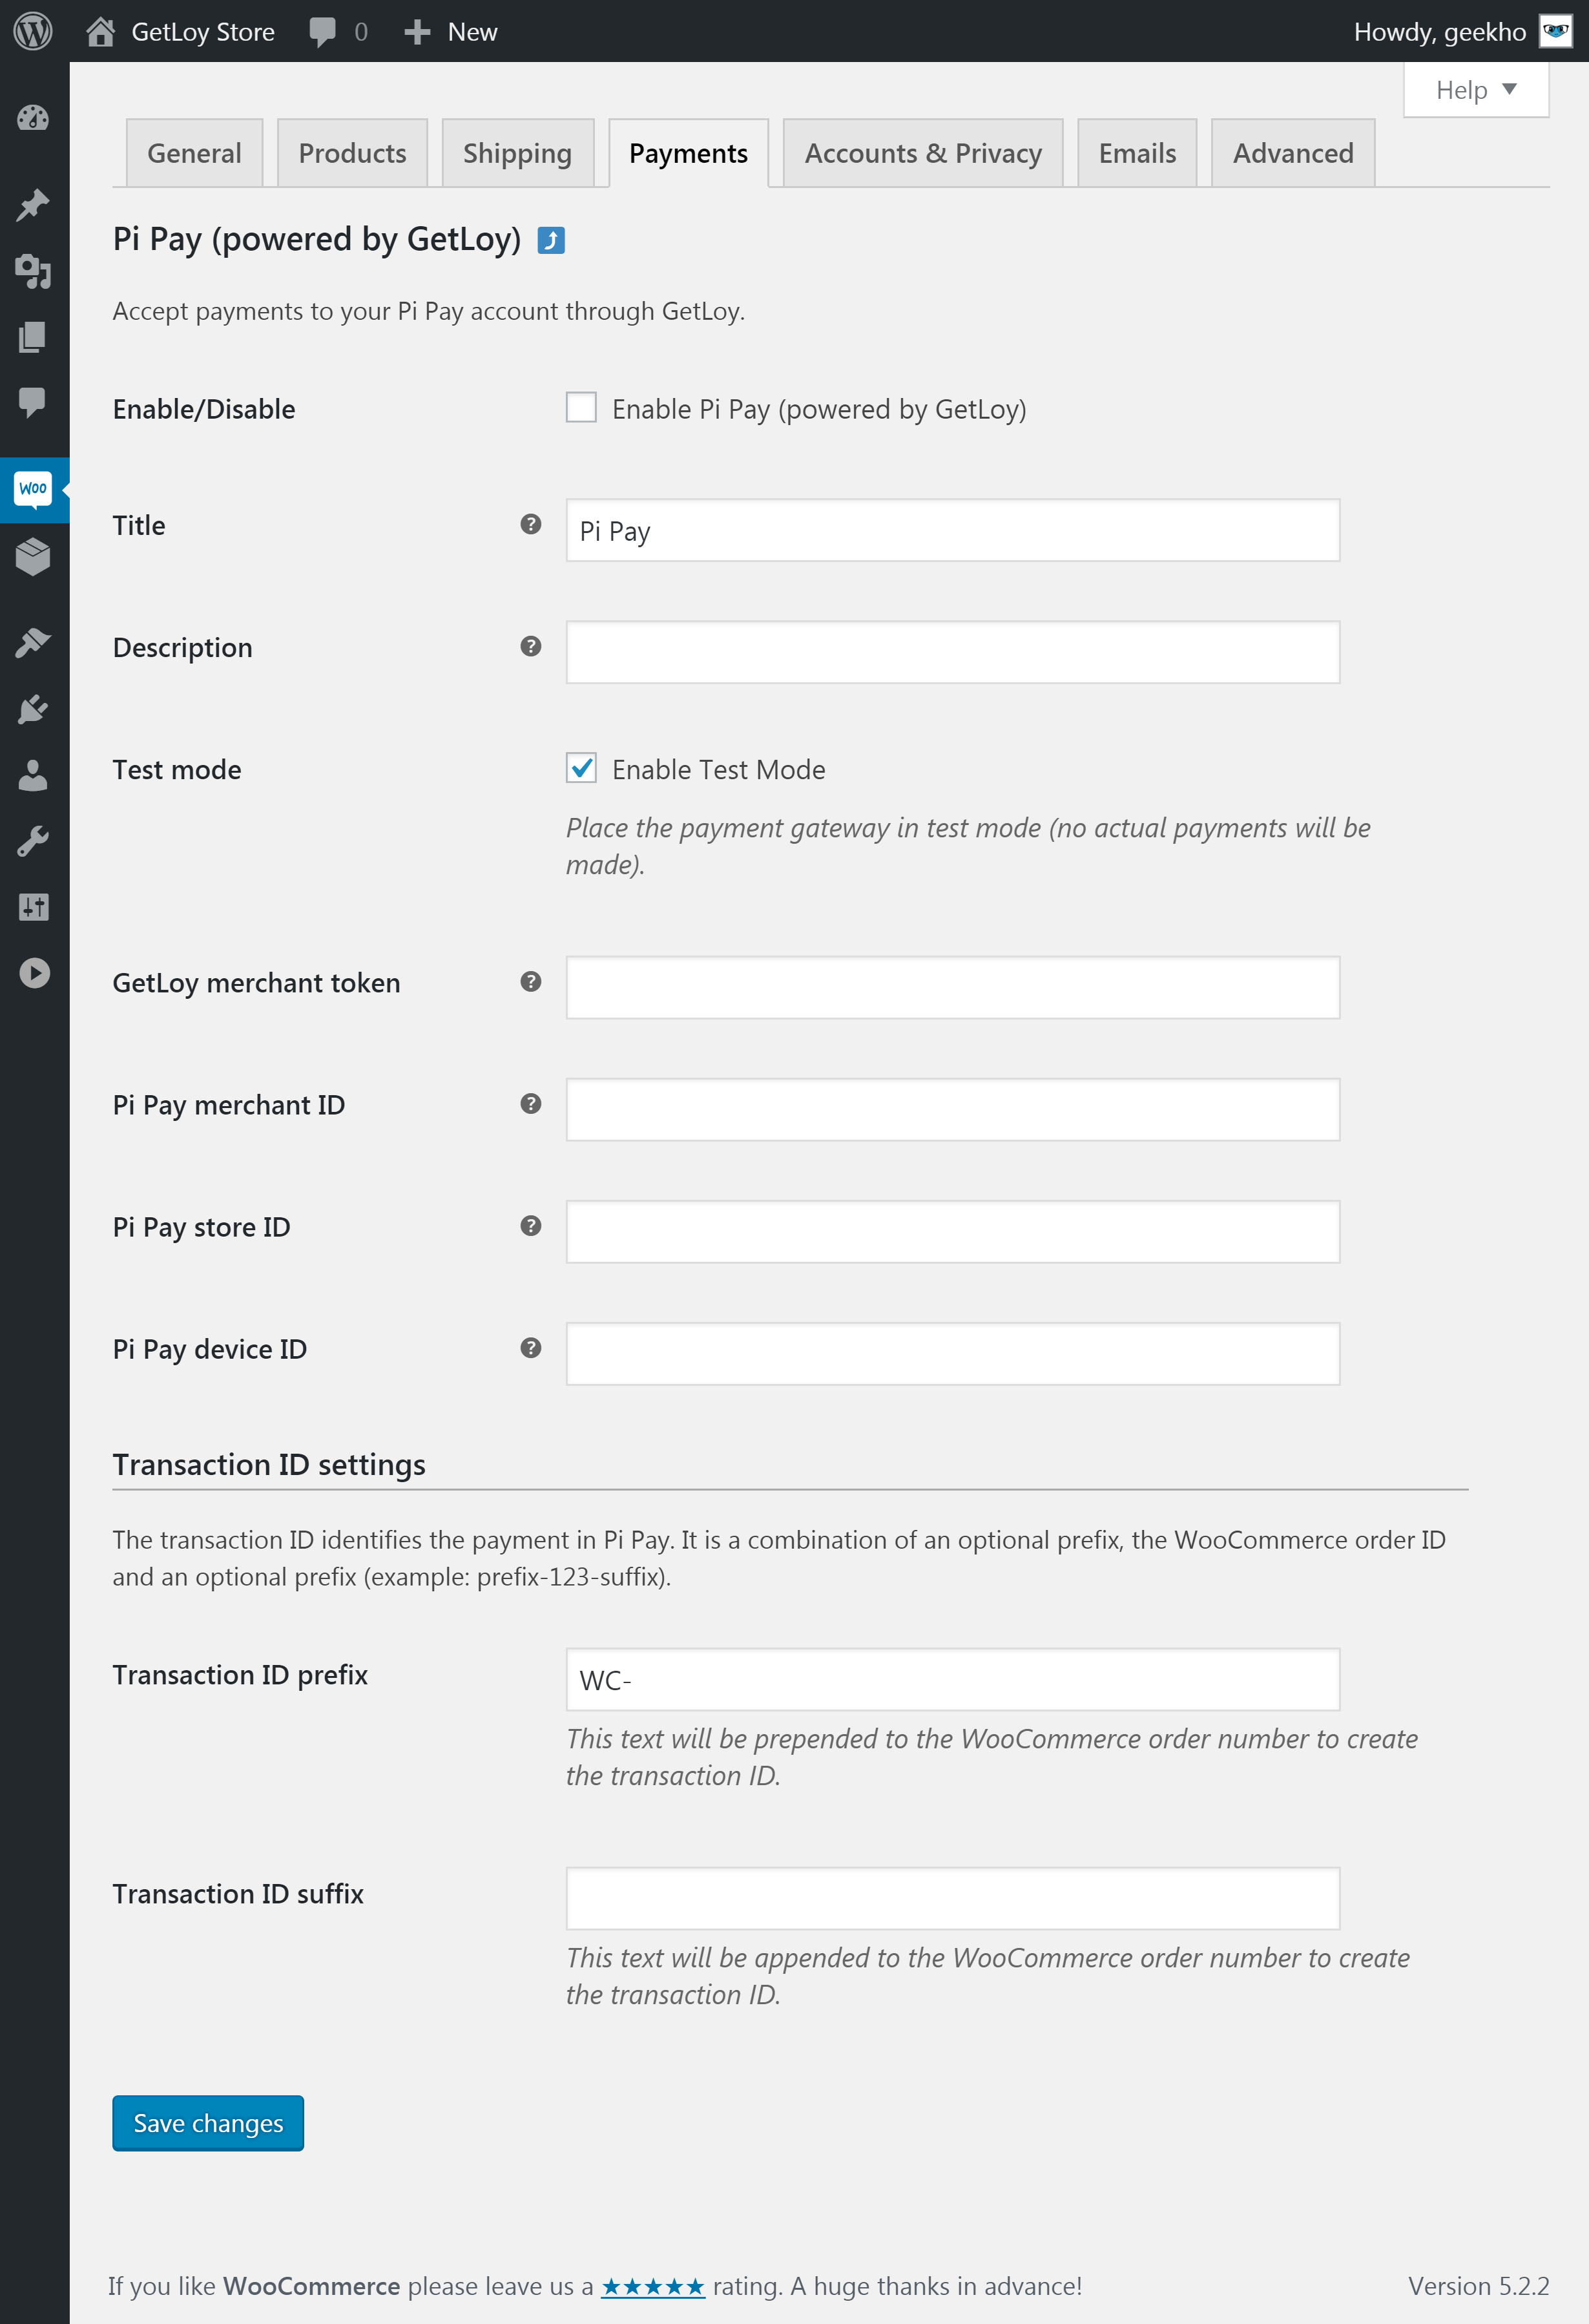 GetLoy Store 0 New Howdy, geekho
Help
General Products Shipping Payments Accounts & Privacy Emails Advanced
Pi Pay (powered by GetLoy)
Accept payments to your Pi Pay account through GetLoy.
Enable/Disable Enable Pi Pay (powered by GetLoy)
Woo
Title ? Pi Pay
Description ?
Test mode Enable Test Mode
Place the payment gateway in test mode (no actual payments will be
made).
GetLoy merchant token ?
Pi Pay merchant ID ?
Pi Pay store ID ?
Pi Pay device ID ?
Transaction ID settings
The transaction ID identifies the payment in Pi Pay. It is a combination of an optional prefix, the WooCommerce order ID
and an optional prefix (example: prefix-123-suffix).
Transaction ID prefix WC-
This text will be prepended to the WooCommerce order number to create
the transaction ID.
Transaction ID suffix
This text will be appended to the WooCommerce order number to create
the transaction ID.
Save changes
If you like WooCommerce please leave us a ★★★★★ rating. A huge thanks in advance! Version 5.2.2